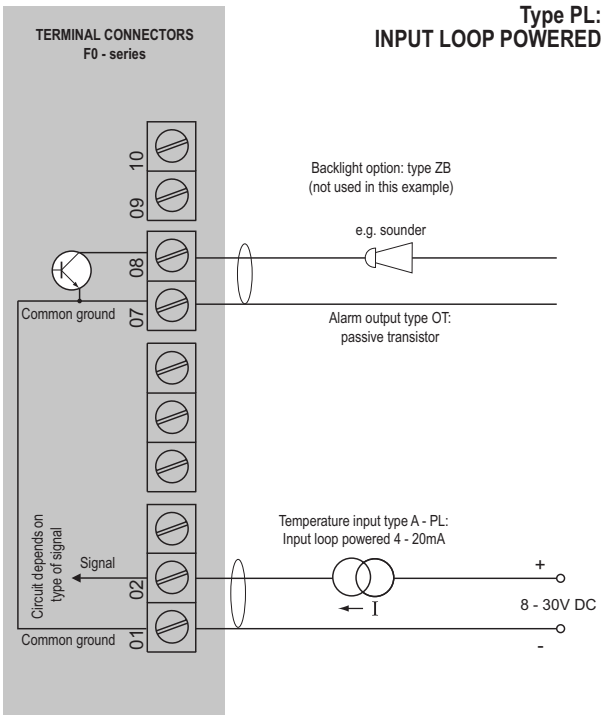 Type PL:
INPUT LOOP POWERED
TERMINAL CONNECTORS
F0 - series
10
Backlight option: type ZB
(not used in this example)
09
e.g. sounder
08
Common ground
07
Alarm output type OT:
passive transistor
Temperature input type A - PL:
Input loop powered 4 - 20mA
Circuit depends on
type of signal
Signal
02
+
I
8 - 30V DC
Common ground
01
-